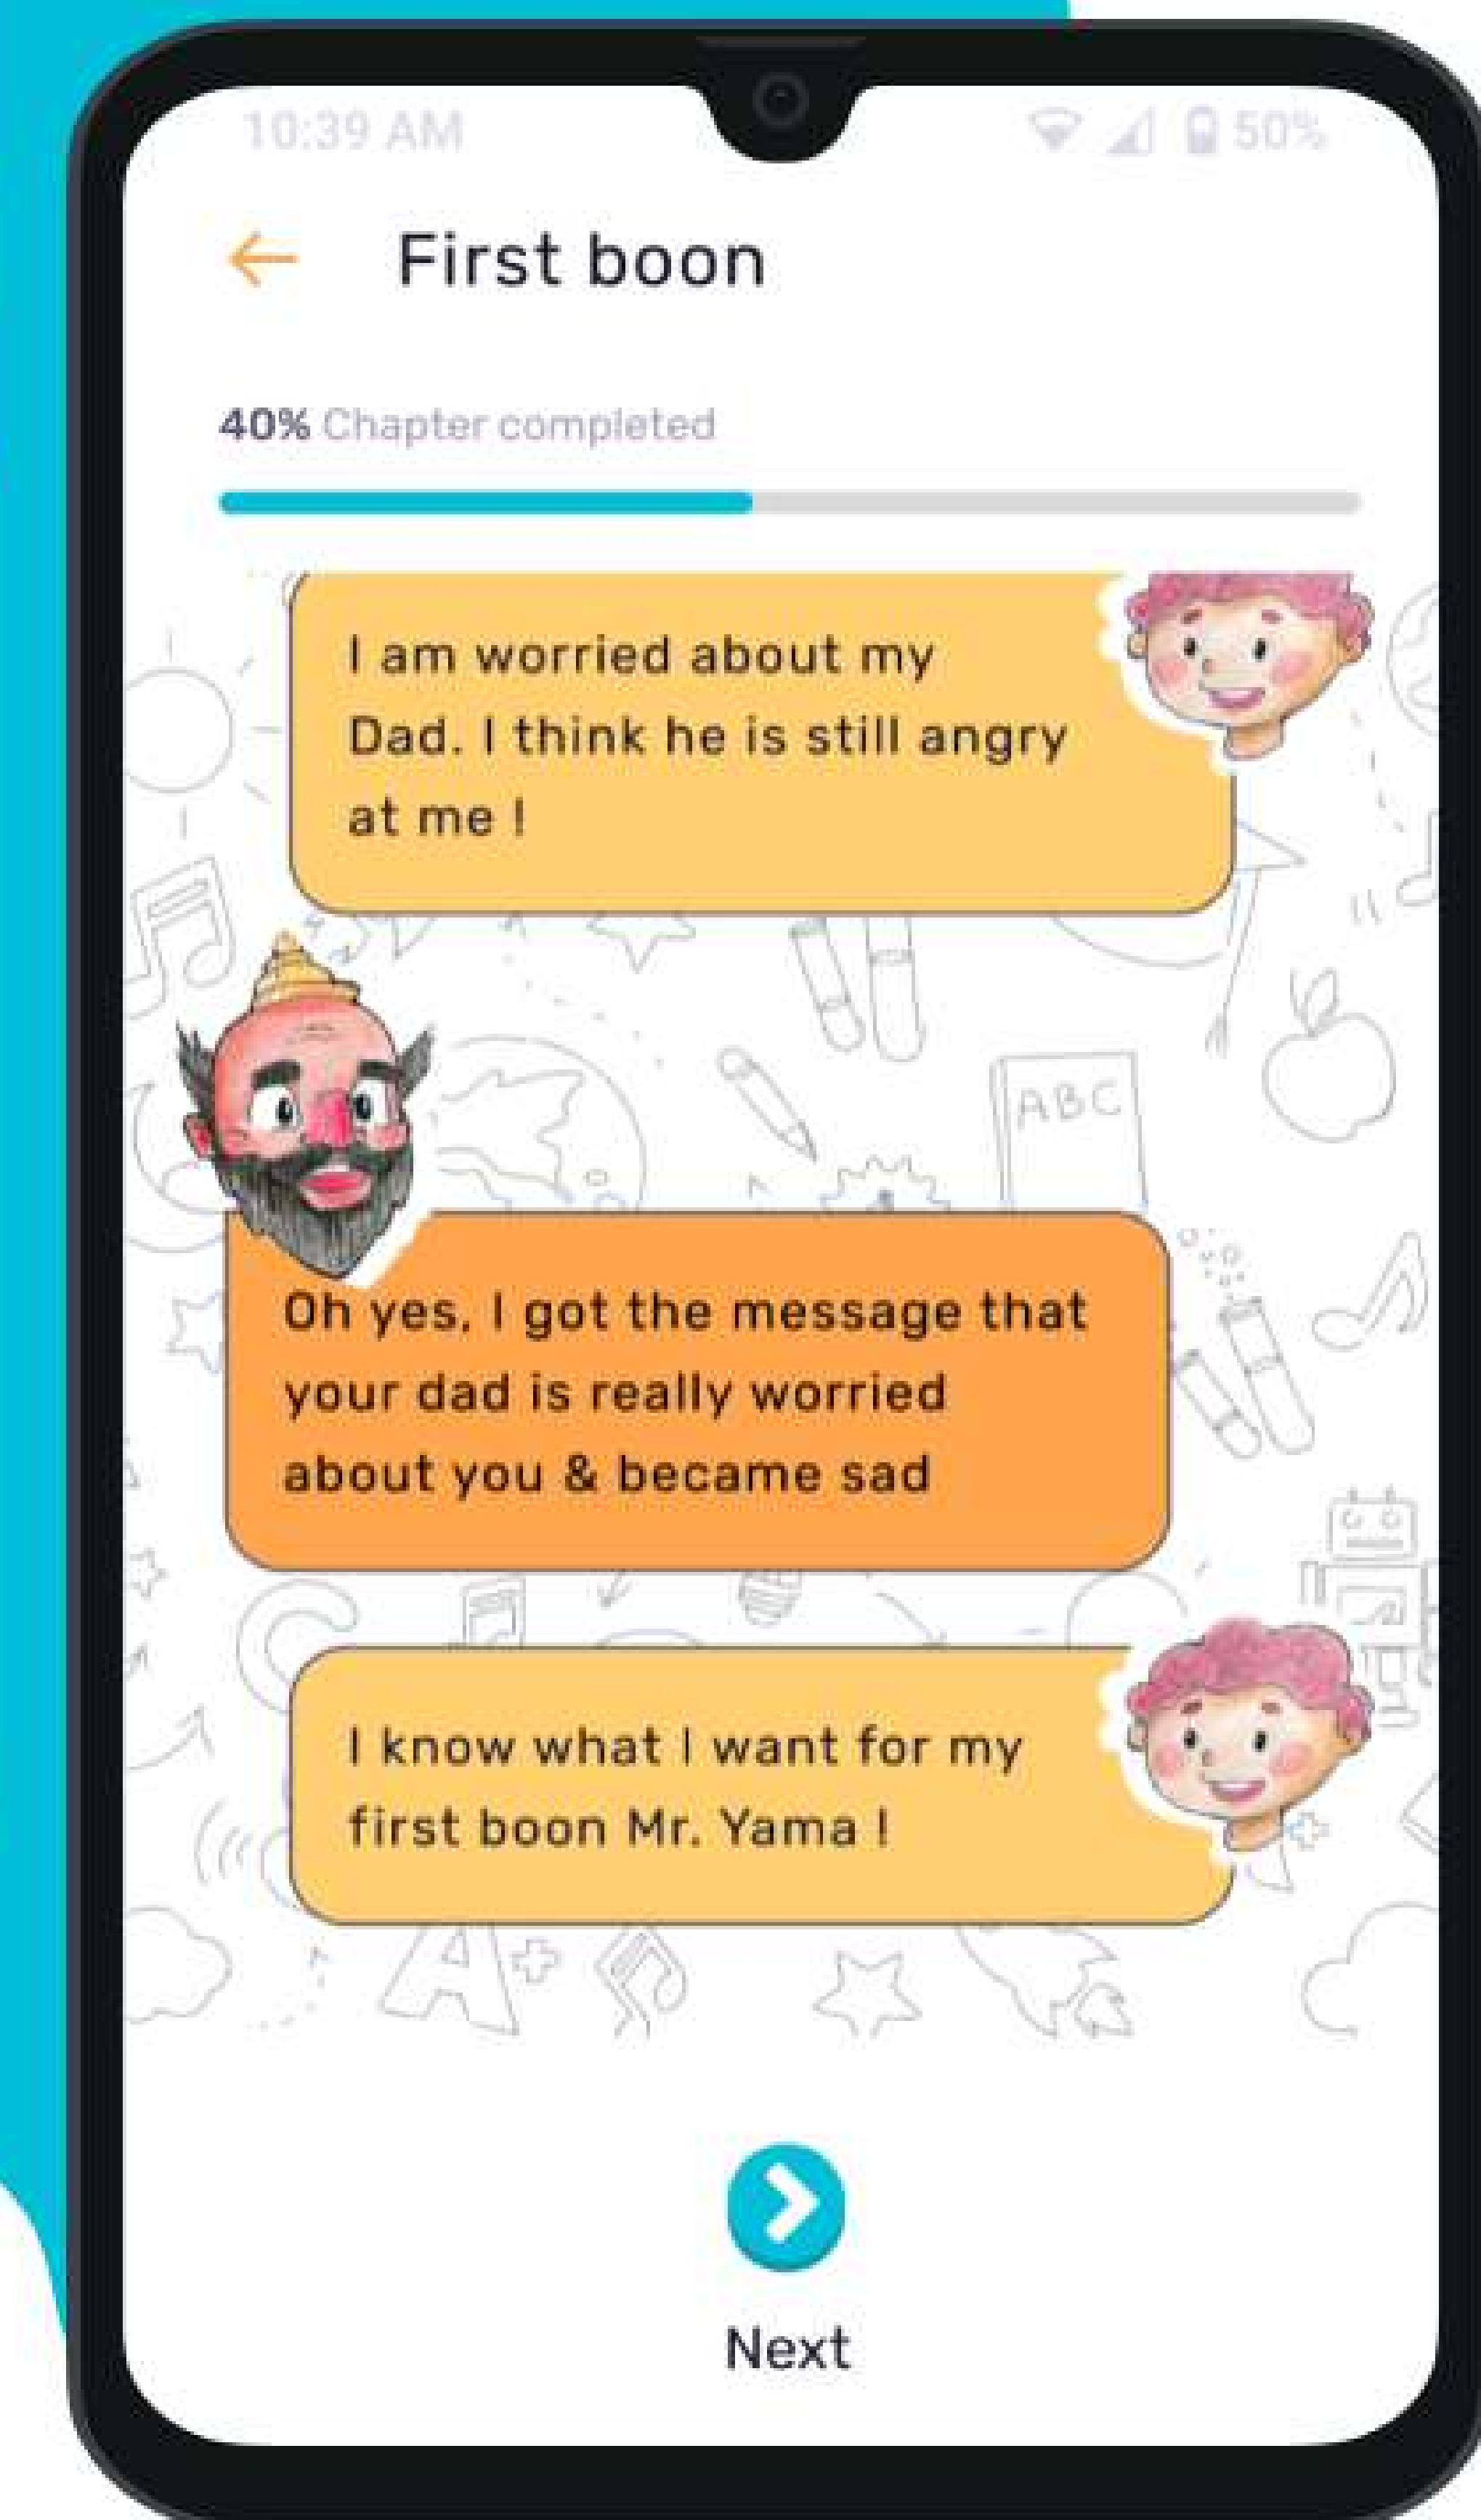 10:39 AM
50%
First boon
40% Chapter completed
I am worried about my
Dad. I think he is still angry
at me !
ABC
Oh yes, I got the message that
your dad is really worried
about you & became sad
I know what I want for my
first boon Mr. Yama !
A+
Next